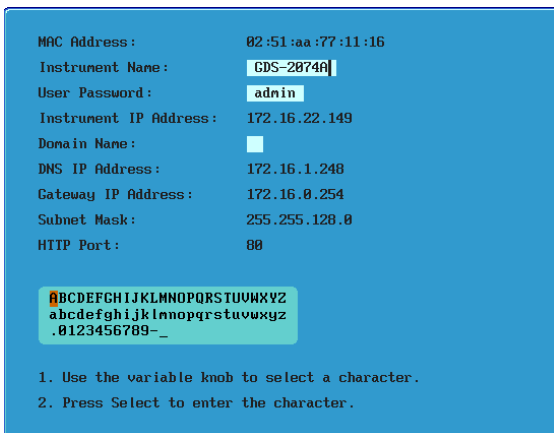 MAC Address: 02:51:aa:77:11:16
Instrument Name: GDS-2074A
User Password: admin
Instrument IP Address: 172.16.22.149
Domain Name:
DNS IP Address: 172.16.1.248
Gateway IP Address: 172.16.0.254
Subnet Mask: 255.255.128.0
HTTP Port: 80
ABCDEFGHIJKLMNOPQRSTUVWXYZ
abcdefghijklmnopqrstuvwxyz
.0123456789-_
1. Use the variable knob to select a character.
2. Press Select to enter the character.